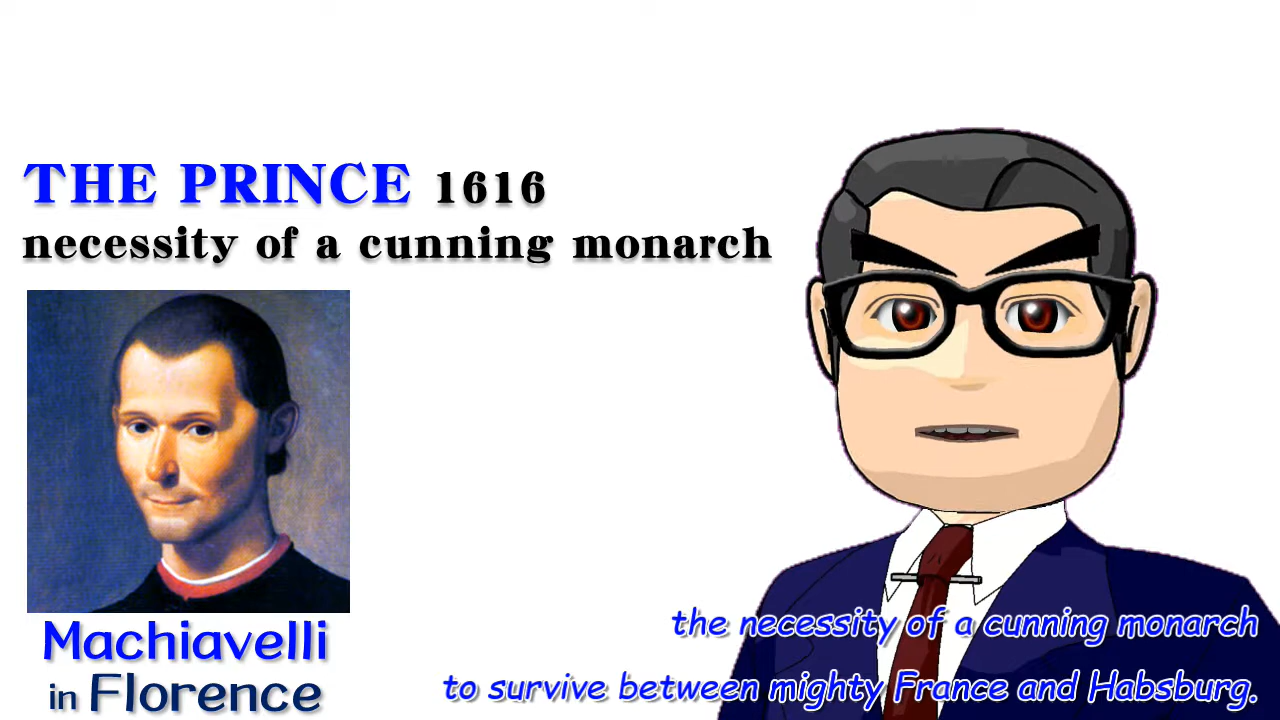 THE PRINCE 1616
necessity of a cunning monarch
Machiavelli
in Florence
the necessity of a cunning monarch
to survive between mighty France and Habsburg.